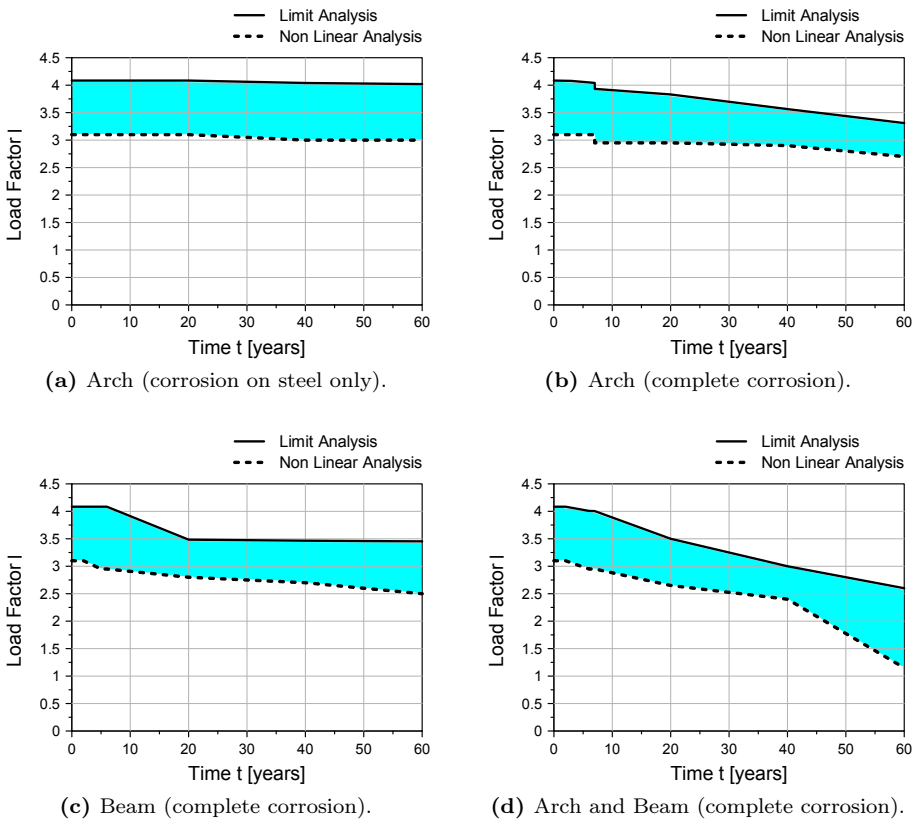 Limit Analysis
Non Linear Analysis
4.5
4
3.5
3
2.5
2
1.5
1
0.5
0
Load Factor l
0 10 20 30 40 50 60
Time t [years]
(a) Arch (corrosion on steel only).
Limit Analysis
Non Linear Analysis
4.5
4
3.5
3
2.5
2
1.5
1
0.5
0
Load Factor l
0 10 20 30 40 50 60
Time t [years]
(b) Arch (complete corrosion).
Limit Analysis
Non Linear Analysis
4.5
4
3.5
3
2.5
2
1.5
1
0.5
0
Load Factor l
0 10 20 30 40 50 60
Time t [years]
(c) Beam (complete corrosion).
Limit Analysis
Non Linear Analysis
4.5
4
3.5
3
2.5
2
1.5
1
0.5
0
Load Factor l
0 10 20 30 40 50 60
Time t [years]
(d) Arch and Beam (complete corrosion).